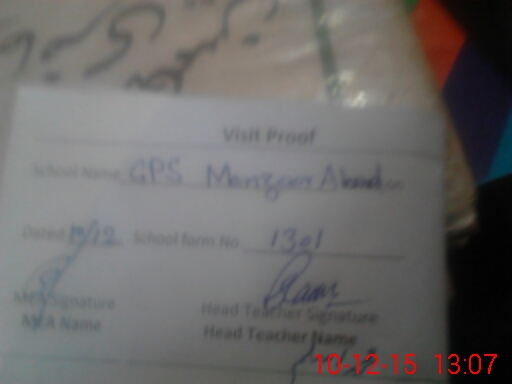 Visit Proof
School Name GPS Manzoor Ahmad
Dated 10/12 School form No. 1301
MEA Signature Head Teacher Signature
MEA Name Head Teacher Name
10-12-15 13:07